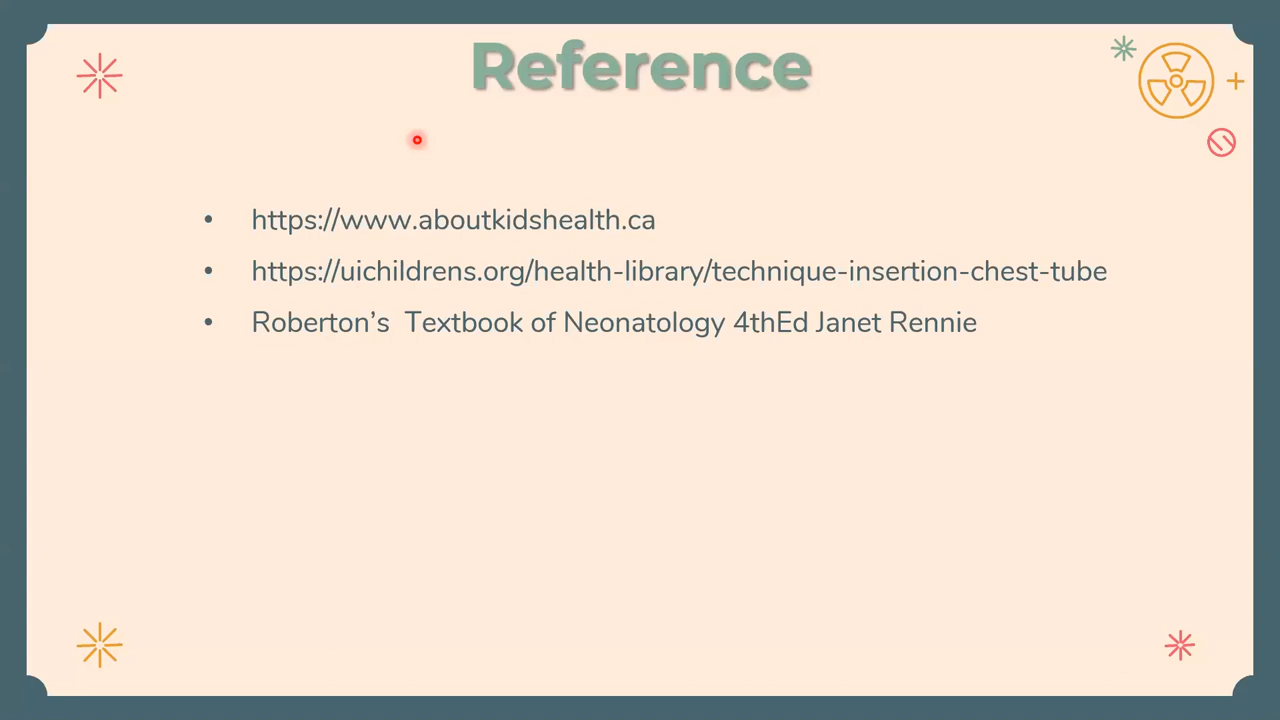 Reference
• https://www.aboutkidshealth.ca
• https://uichildrens.org/health-library/technique-insertion-chest-tube
• Roberton’s  Textbook of Neonatology 4thEd Janet Rennie